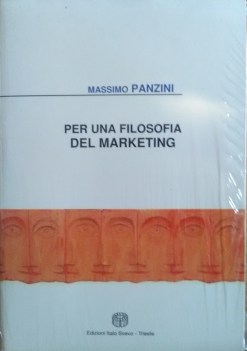 MASSIMO PANZINI
PER UNA FILOSOFIA
DEL MARKETING
Edizioni Italo Svevo - Trieste